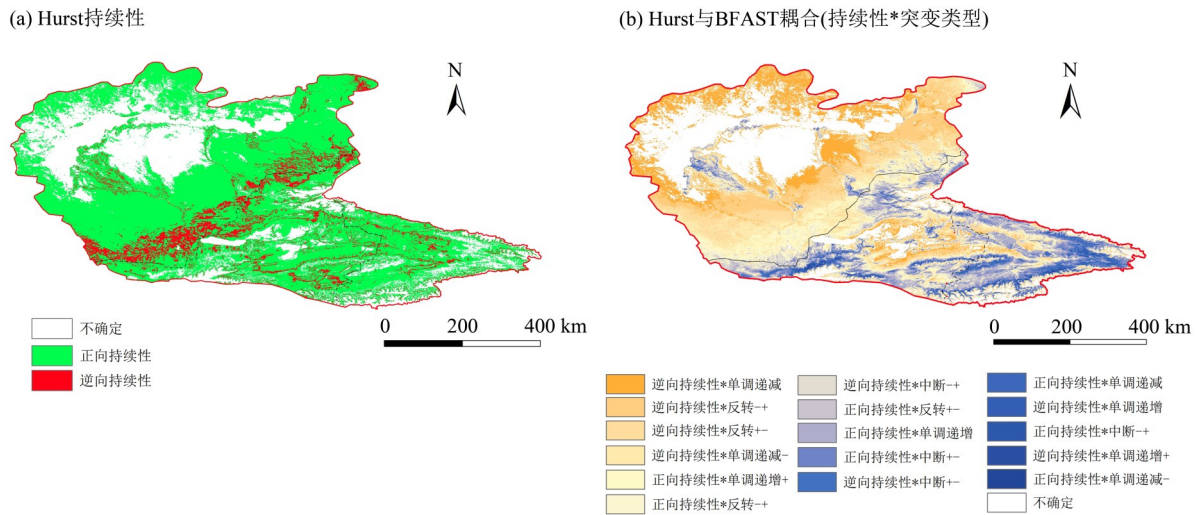 (a) Hurst持续性
(b) Hurst与BFAST耦合(持续性*突变类型)
N
N
0 200 400 km
不确定
正向持续性
逆向持续性
0 200 400 km
逆向持续性*单调递减
逆向持续性*反转-+
逆向持续性*反转+-
逆向持续性*单调递减-
正向持续性*单调递增+
正向持续性*反转-+
逆向持续性*中断-+
正向持续性*反转+-
正向持续性*单调递增
正向持续性*中断+-
逆向持续性*中断+-
正向持续性*单调递减
逆向持续性*单调递增
正向持续性*中断-+
逆向持续性*单调递增+
正向持续性*单调递减-
不确定